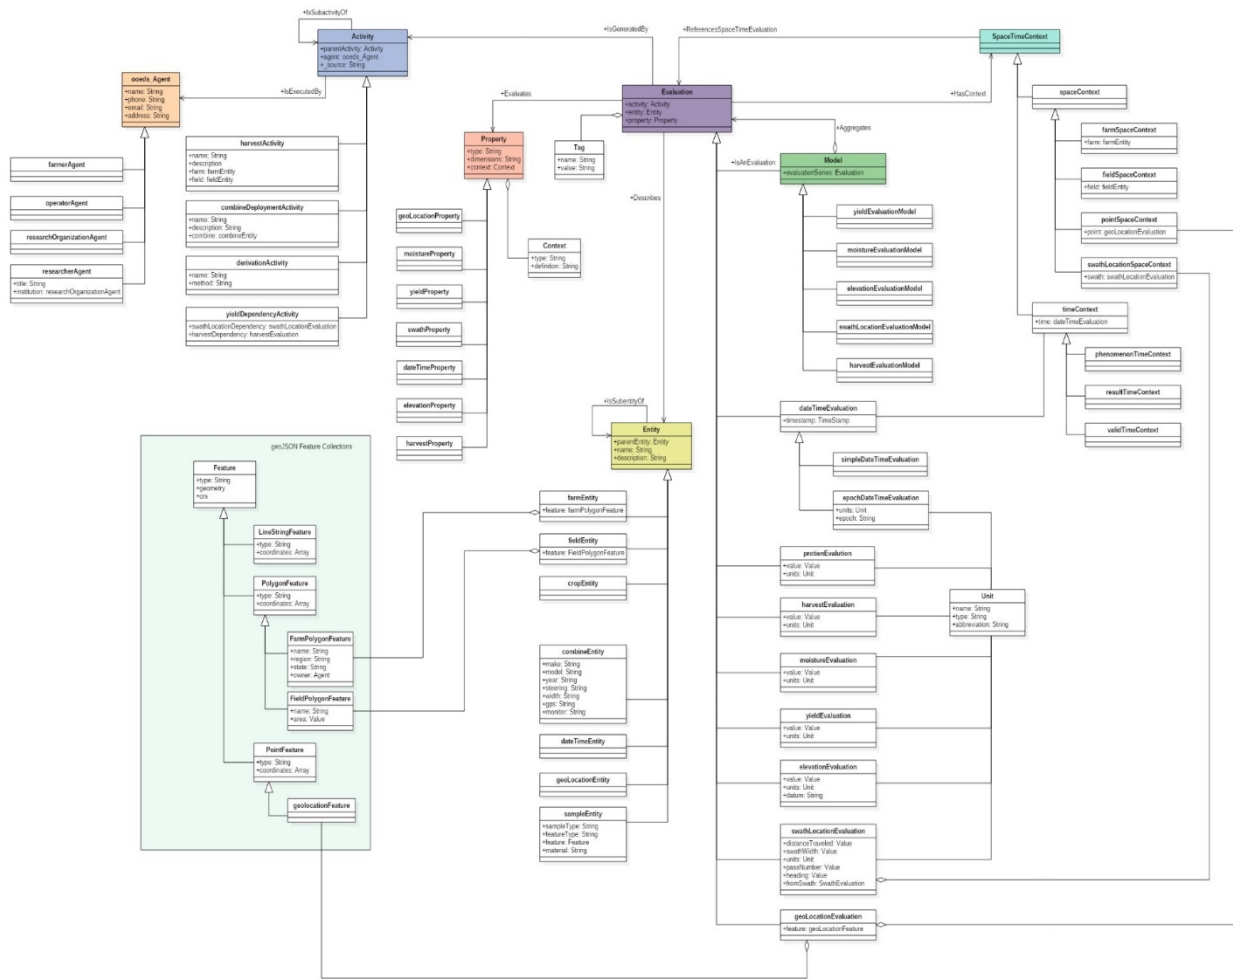 +IsSubactivityOf
Activity
+parentActivity: Activity
+agent: ooeds_Agent
+_source: String
+IsGeneratedBy
+ReferencesSpaceTimeEvaluation
SpaceTimeContext
ooeds_Agent
+name: String
+phone: String
+email: String
+address: String
+IsExecutedBy
+Evaluates
Evaluation
+activity: Activity
+entity: Entity
+property: Property
+HasContext
spaceContext
farmSpaceContext
+farm: farmEntity
fieldSpaceContext
+field: fieldEntity
pointSpaceContext
+point: geoLocationEvaluation
swathLocationSpaceContext
+swath: swathLocationEvaluation
timeContext
+time: dateTimeEvaluation
phenomenonTimeContext
resultTimeContext
validTimeContext
farmerAgent
operatorAgent
researchOrganizationAgent
researcherAgent
+title: String
+institution: researchOrganizationAgent
harvestActivity
+name: String
+description
+farm: farmEntity
+field: fieldEntity
combineDeploymentActivity
+name: String
+description: String
+combine: combineEntity
derivationActivity
+name: String
+method: String
yieldDependencyActivity
+swathLocationDependency: swathLocationEvaluation
+harvestDependency: harvestEvaluation
Property
+type: String
+dimensions: String
+context: Context
Tag
+name: String
+value: String
+Aggregates
+IsAnEvaluation
Model
+evaluationSeries: Evaluation
+Describes
geoLocationProperty
moistureProperty
yieldProperty
swathProperty
dateTimeProperty
elevationProperty
harvestProperty
Context
+type: String
+definition: String
yieldEvaluationModel
moistureEvaluationModel
elevationEvaluationModel
swathLocationEvaluationModel
harvestEvaluationModel
+IsSubentityOf
Entity
+parentEntity: Entity
+name: String
+description: String
dateTimeEvaluation
+timestamp: TimeStamp
simpleDateTimeEvaluation
epochDateTimeEvaluation
+units: Unit
+epoch: String
geoJSON Feature Collections
Feature
+type: String
+geometry
+crs
LineStringFeature
+type: String
+coordinates: Array
PolygonFeature
+type: String
+coordinates: Array
FarmPolygonFeature
+name: String
+region: String
+state: String
+owner: Agent
FieldPolygonFeature
+name: String
+area: Value
PointFeature
+type: String
+coordinates: Array
geolocationFeature
farmEntity
+feature: farmPolygonFeature
fieldEntity
+feature: FieldPolygonFeature
cropEntity
combineEntity
+make: String
+model: String
+year: String
+steering: String
+width: String
+gps: String
+monitor: String
dateTimeEntity
geoLocationEntity
sampleEntity
+sampleType: String
+featureType: String
+feature: Feature
+material: String
protienEvalution
+value: Value
+units: Unit
harvestEvaluation
+value: Value
+units: Unit
Unit
+name: String
+type: String
+abbreviation: String
moistureEvaluation
+value: Value
+units: Unit
yieldEvaluation
+value: Value
+units: Unit
elevationEvaluation
+value: Value
+units: Unit
+datum: String
swathLocationEvaluation
+distanceTraveled: Value
+swathWidth: Value
+units: Unit
+passNumber: Value
+heading: Value
+fromSwath: SwathEvaluation
geoLocationEvaluation
+feature: geoLocationFeature